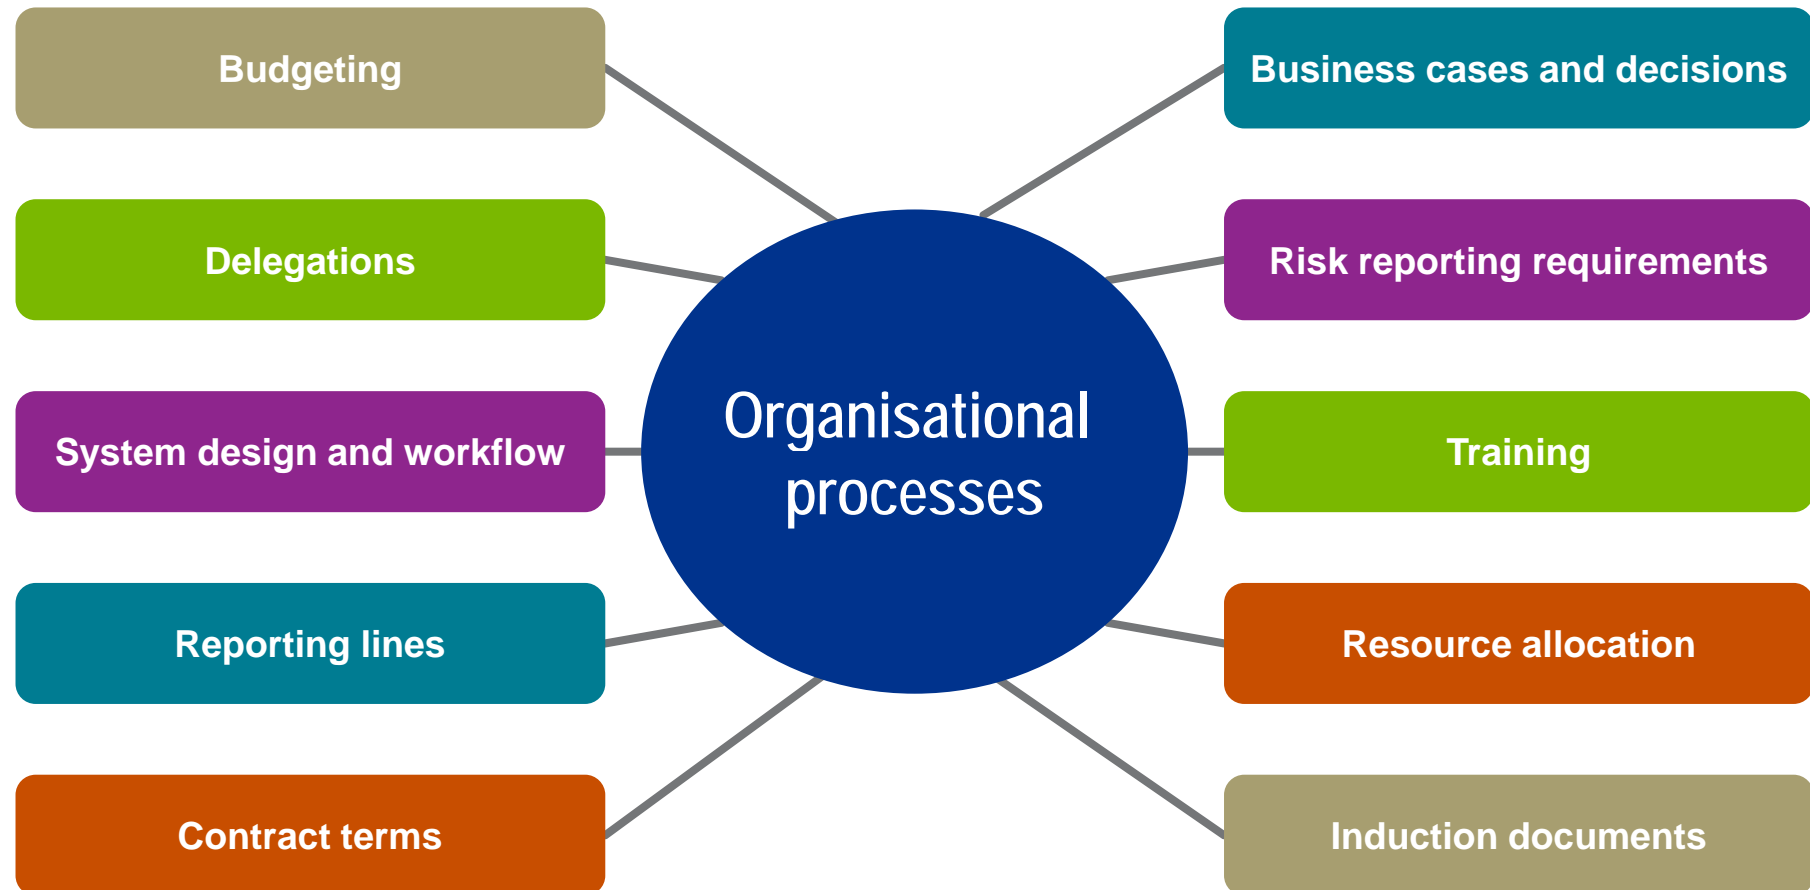 Budgeting
Delegations
System design and workflow
Reporting lines
Contract terms
Organisational
processes
Business cases and decisions
Risk reporting requirements
Training
Resource allocation
Induction documents